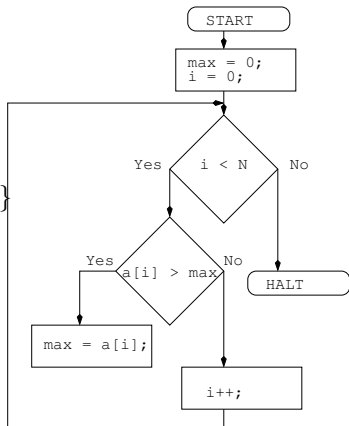 START
max = 0;
i = 0;
Yes
i < N
No
}
Yes
a[i] > max
No
HALT
max = a[i];
i++;